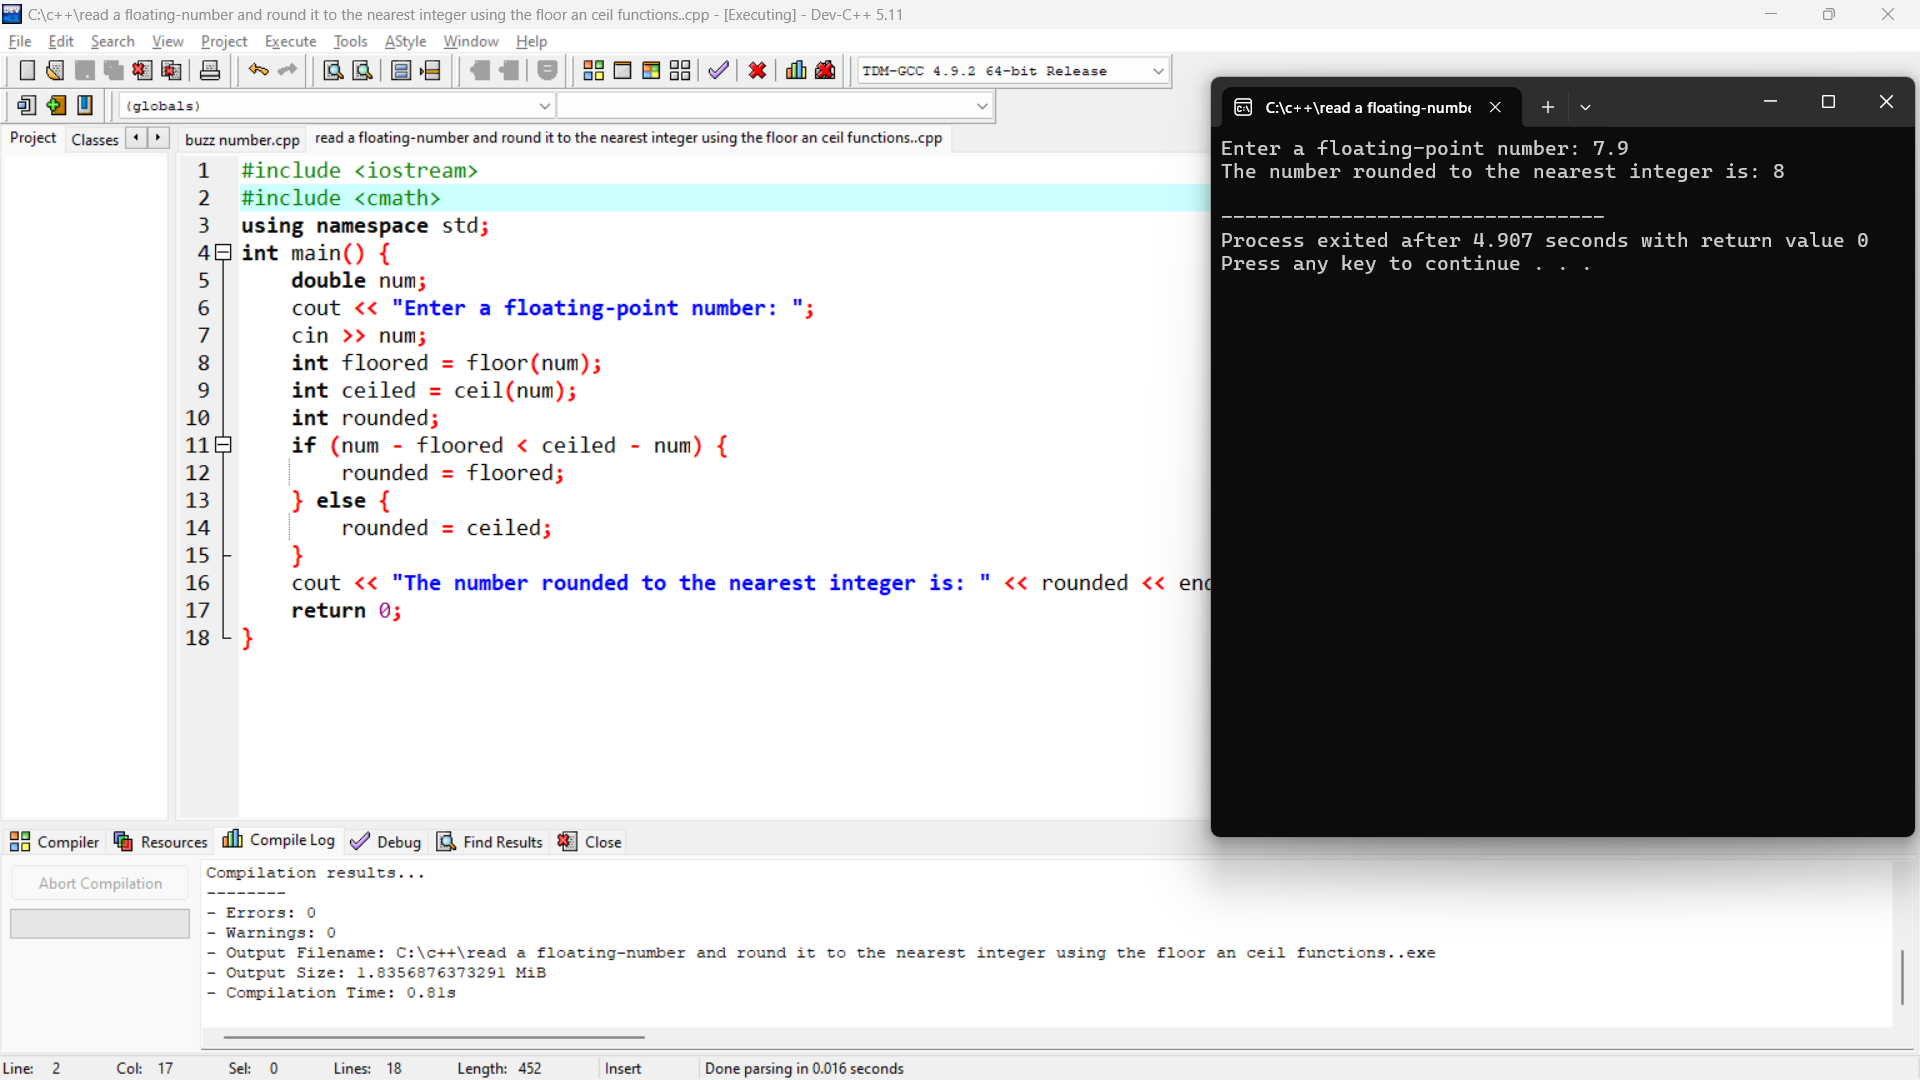 C:\c++\read a floating-number and round it to the nearest integer using the floor an ceil functions..cpp - [Executing] - Dev-C++ 5.11
File Edit Search View Project Execute Tools AStyle Window Help
TDM-GCC 4.9.2 64-bit Release
(globals)
Project Classes
buzz number.cpp read a floating-number and round it to the nearest integer using the floor an ceil functions..cpp
1 #include <iostream>
2 #include <cmath>
3 using namespace std;
4 int main() {
5 double num;
6 cout << "Enter a floating-point number: ";
7 cin >> num;
8 int floored = floor(num);
9 int ceiled = ceil(num);
10 int rounded;
11 if (num - floored < ceiled - num) {
12 rounded = floored;
13 } else {
14 rounded = ceiled;
15 }
16 cout << "The number rounded to the nearest integer is: " << rounded <<
17 return 0;
18 }
C:\c++\read a floating-numbe
Enter a floating-point number: 7.9
The number rounded to the nearest integer is: 8
--------------------------------
Process exited after 4.907 seconds with return value 0
Press any key to continue . . .
Compiler Resources Compile Log Debug Find Results Close
Abort Compilation
Compilation results...
--------
- Errors: 0
- Warnings: 0
- Output Filename: C:\c++\read a floating-number and round it to the nearest integer using the floor an ceil functions..exe
- Output Size: 1.8356876373291 MiB
- Compilation Time: 0.81s
Line: 2 Col: 17 Sel: 0 Lines: 18 Length: 452 Insert Done parsing in 0.016 seconds